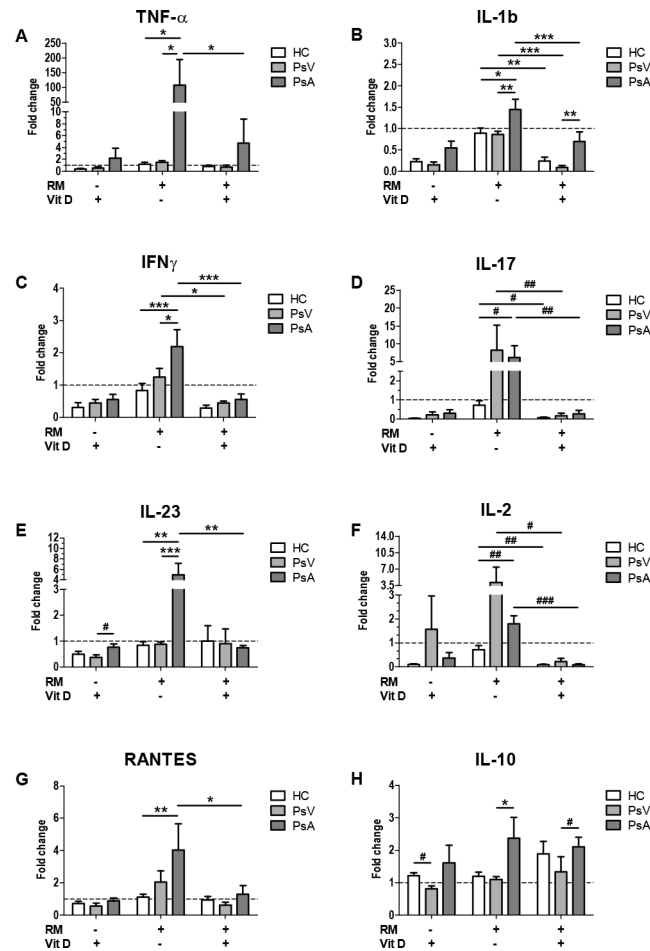 A
TNF-α
Fold change
250
200
150
100
50
10
8
6
4
2
0
*
*
*
HC
PsV
PsA
RM - + +
Vit D + - +
B
IL-1b
Fold change
3.0
2.5
2.0
1.5
1.0
0.5
0.0
***
***
**
*
**
**
HC
PsV
PsA
RM - + +
Vit D + - +
C
IFNγ
Fold change
4
3
2
1
0
***
*
***
*
HC
PsV
PsA
RM - + +
Vit D + - +
D
IL-17
Fold change
25
20
15
10
5
2
1
0
##
#
#
##
HC
PsV
PsA
RM - + +
Vit D + - +
E
IL-23
Fold change
12
10
8
6
4
3
2
1
0
#
**
***
**
HC
PsV
PsA
RM - + +
Vit D + - +
F
IL-2
Fold change
14.0
10.5
7.0
3.5
3
2
1
0
#
##
##
###
HC
PsV
PsA
RM - + +
Vit D + - +
G
RANTES
Fold change
8
6
4
2
0
**
*
HC
PsV
PsA
RM - + +
Vit D + - +
H
IL-10
Fold change
4
3
2
1
0
#
*
#
HC
PsV
PsA
RM - + +
Vit D + - +